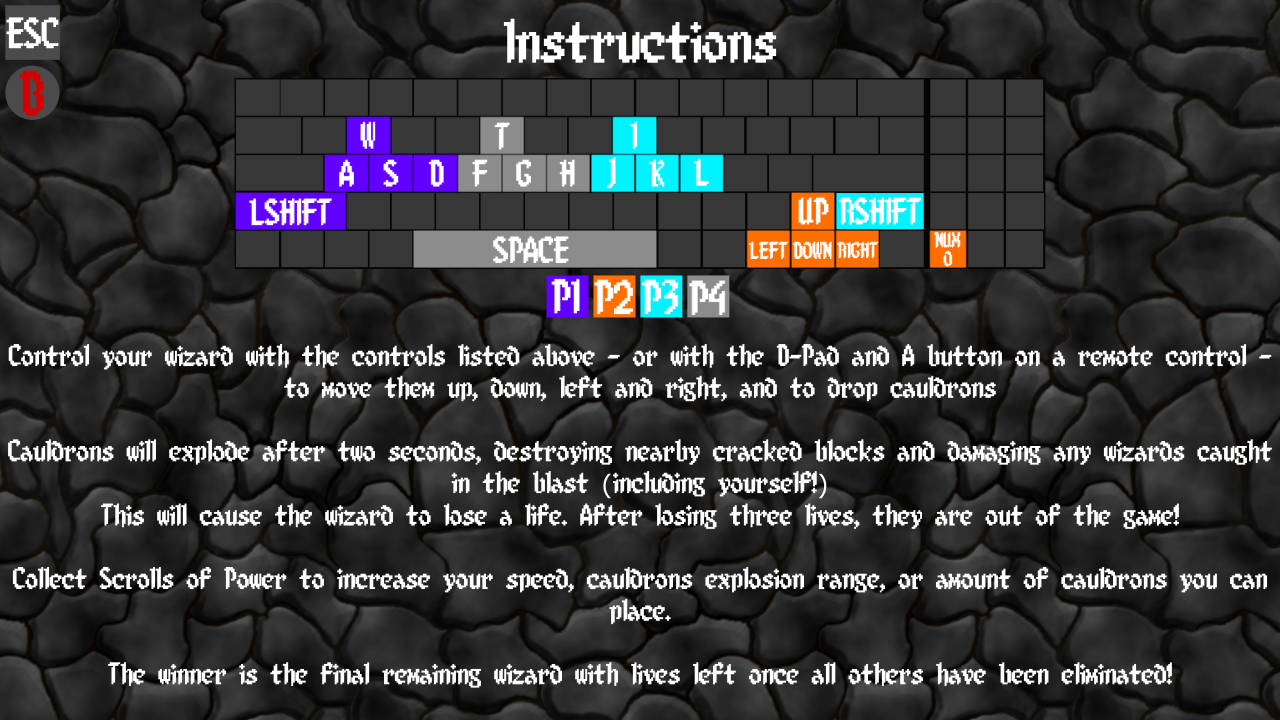 ESC
Instructions
B
W T I
A S D F G H J K L
LSHIFT UP RSHIFT
SPACE LEFT DOWN RIGHT NUM
0
P1 P2 P3 P4
Control your wizard with the controls listed above - or with the D-Pad and A button on a remote control -
to move them up, down, left and right, and to drop cauldrons
Cauldrons will explode after two seconds, destroying nearby cracked blocks and damaging any wizards caught
in the blast (including yourself!)
This will cause the wizard to lose a life. After losing three lives, they are out of the game!
Collect Scrolls of Power to increase your speed, cauldrons explosion range, or amount of cauldrons you can
place.
The winner is the final remaining wizard with lives left once all others have been eliminated!